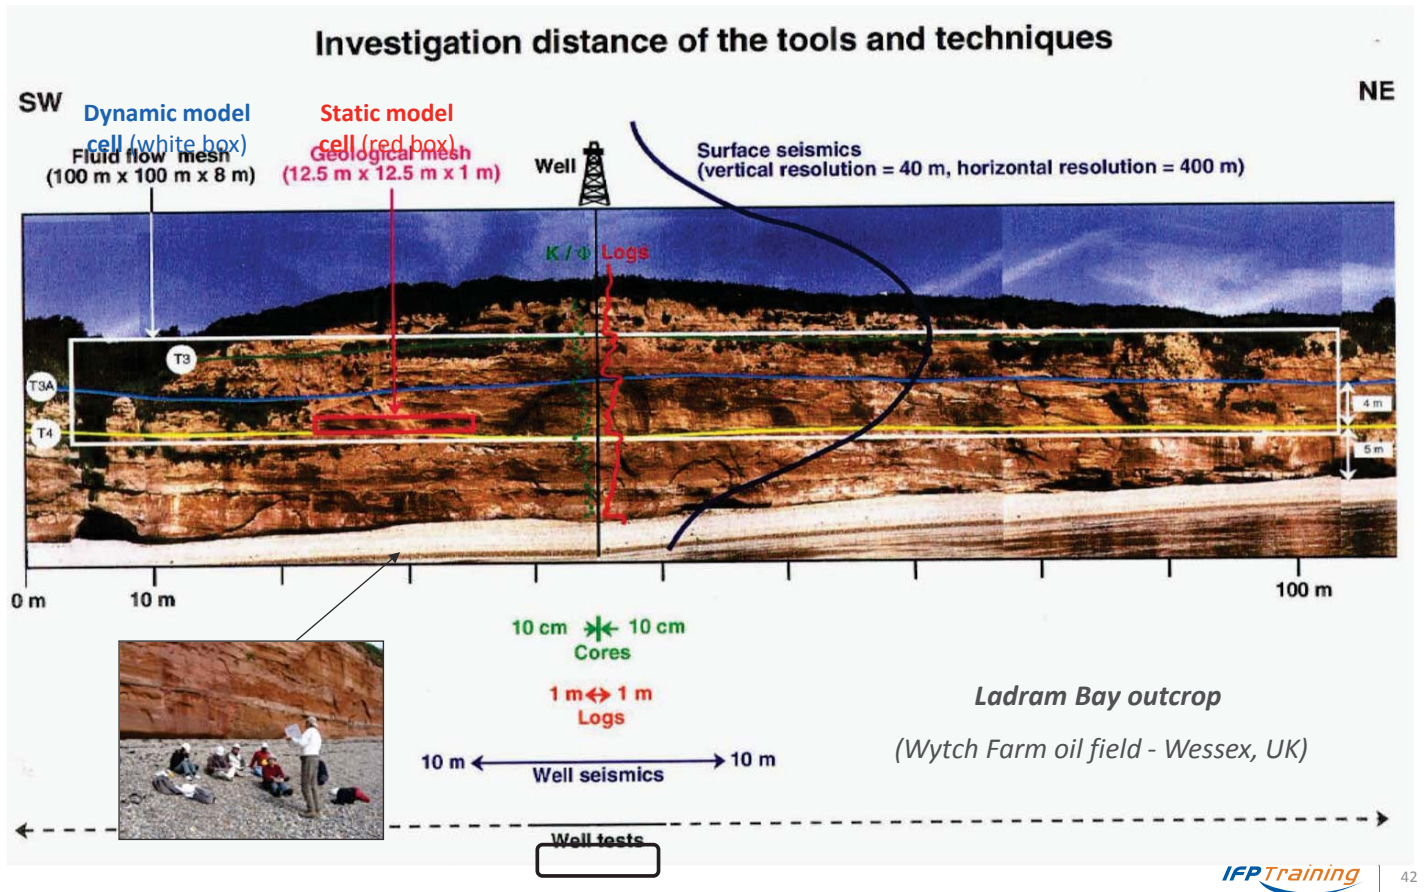 Investigation distance of the tools and techniques
SW
NE
Dynamic model
cell (white box)
Static model
cell (red box)
Fluid flow mesh
(100 m x 100 m x 8 m)
Geological mesh
(12.5 m x 12.5 m x 1 m)
Well
Surface seismics
(vertical resolution = 40 m, horizontal resolution = 400 m)
K / Φ
Logs
T3
T3A
T4
4 m
5 m
0 m
10 m
100 m
10 cm
10 cm
Cores
1 m
1 m
Logs
10 m
10 m
Well seismics
Well tests
Ladram Bay outcrop
(Wytch Farm oil field - Wessex, UK)
IFPTraining
42